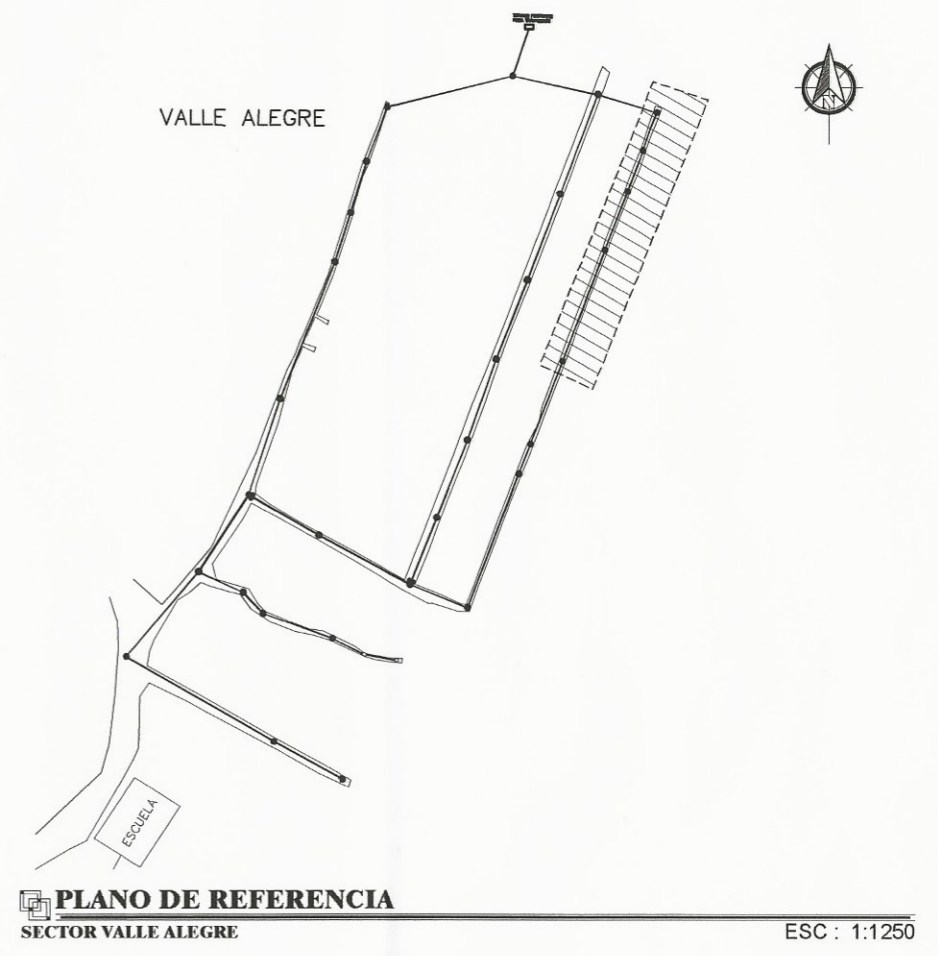 VALLE ALEGRE
N
ESCUELA
PLANO DE REFERENCIA
SECTOR VALLE ALEGRE
ESC : 1:1250